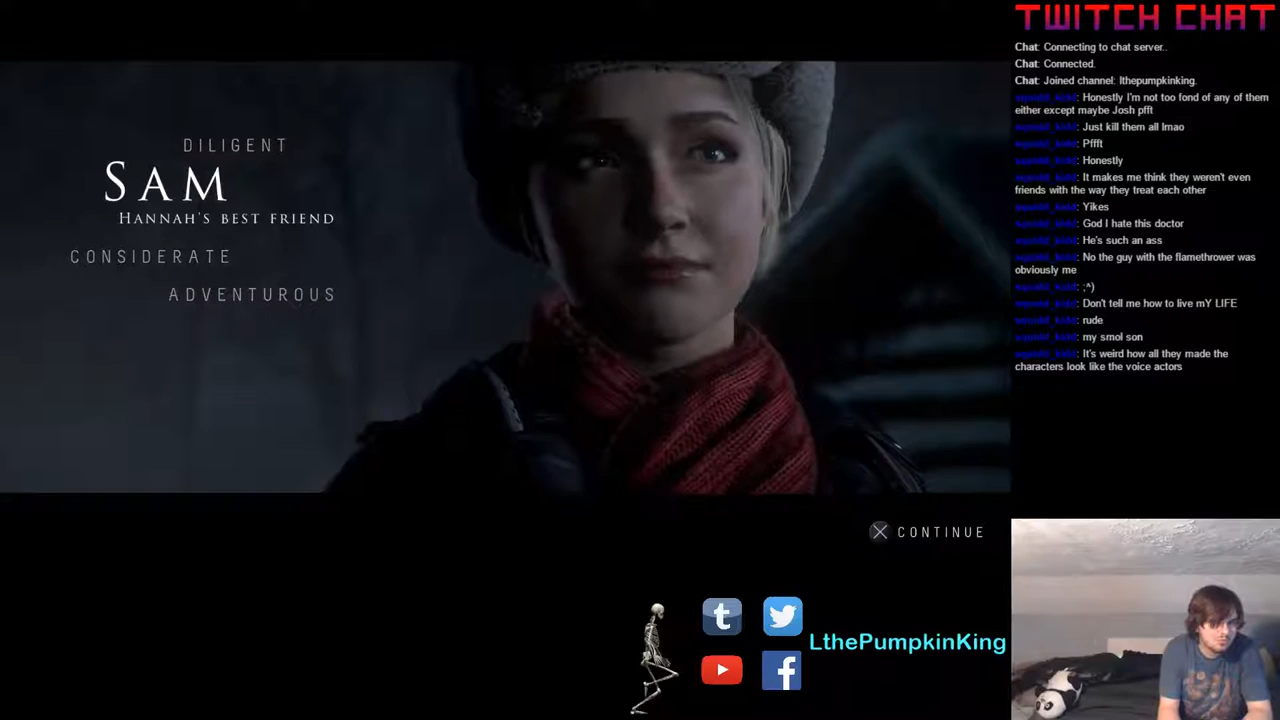 TWITCH CHAT
Chat: Connecting to chat server..
Chat: Connected.
Chat: Joined channel: lthepumpkinking.
: Honestly I'm not too fond of any of them
either except maybe Josh pfft
: Just kill them all lmao
: Pffft
: Honestly
: It makes me think they weren't even
friends with the way they treat each other
: Yikes
: God I hate this doctor
: He's such an ass
: No the guy with the flamethrower was
obviously me
: ;^)
: Don't tell me how to live mY LIFE
: rude
: my smol son
: It's weird how all they made the
characters look like the voice actors
DILIGENT
SAM
HANNAH'S BEST FRIEND
CONSIDERATE
ADVENTUROUS
CONTINUE
LthePumpkinKing